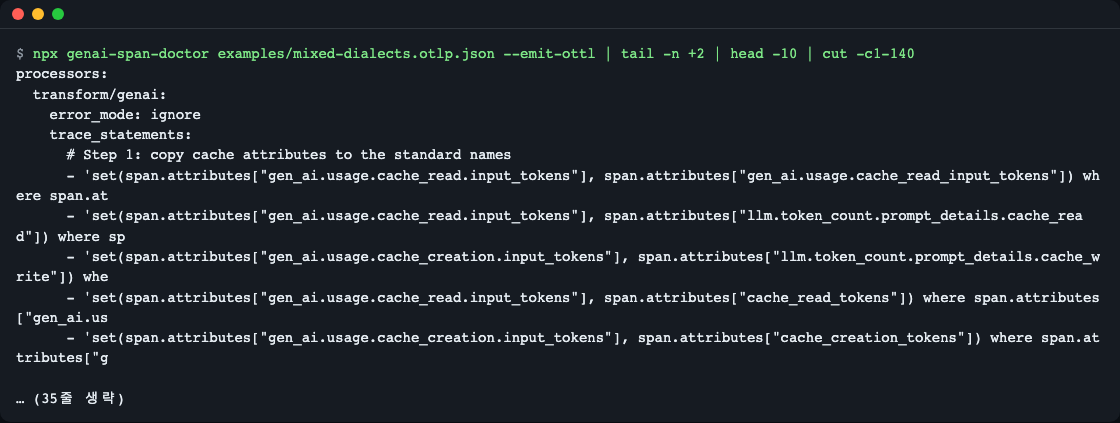 $ npx genai-span-doctor examples/mixed-dialects.otlp.json --emit-ottl | tail -n +2 | head -10 | cut -c1-140
processors:
  transform/genai:
    error_mode: ignore
    trace_statements:
      # Step 1: copy cache attributes to the standard names
      - 'set(span.attributes["gen_ai.usage.cache_read.input_tokens"], span.attributes["gen_ai.usage.cache_read_input_tokens"]) wh
ere span.at
      - 'set(span.attributes["gen_ai.usage.cache_read.input_tokens"], span.attributes["llm.token_count.prompt_details.cache_rea
d"]) where sp
      - 'set(span.attributes["gen_ai.usage.cache_creation.input_tokens"], span.attributes["llm.token_count.prompt_details.cache_w
rite"]) whe
      - 'set(span.attributes["gen_ai.usage.cache_read.input_tokens"], span.attributes["cache_read_tokens"]) where span.attributes
["gen_ai.us
      - 'set(span.attributes["gen_ai.usage.cache_creation.input_tokens"], span.attributes["cache_creation_tokens"]) where span.at
tributes["g
… (35줄 생략)